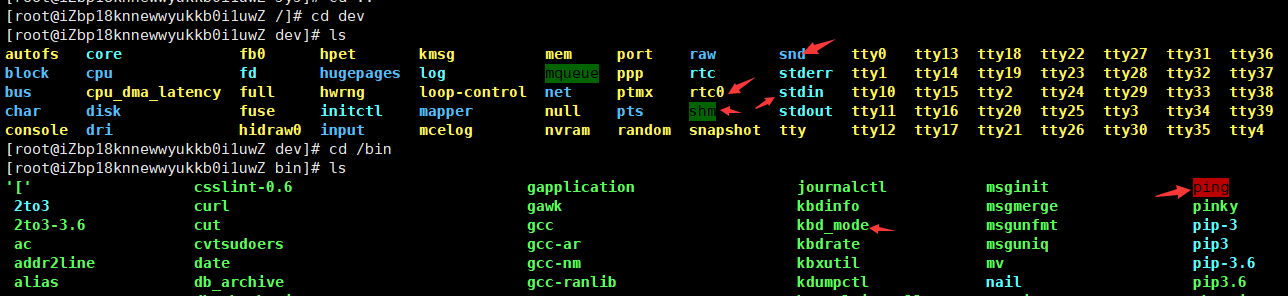 [root@iZbp18knnewwyukkb0i1uwZ /]# cd dev
[root@iZbp18knnewwyukkb0i1uwZ dev]# ls
autofs core fb0 hpet kmsg mem port raw snd tty0 tty13 tty18 tty22 tty27 tty31 tty36
block cpu fd hugepages log mqueue ppp rtc stderr tty1 tty14 tty19 tty23 tty28 tty32 tty37
bus cpu_dma_latency full hwrng loop-control net ptmx rtc0 stdin tty10 tty15 tty2 tty24 tty29 tty33 tty38
char disk fuse initctl mapper null pts shm stdout tty11 tty16 tty20 tty25 tty3 tty34 tty39
console dri hidraw0 input mcelog nvram random snapshot tty tty12 tty17 tty21 tty26 tty30 tty35 tty4
[root@iZbp18knnewwyukkb0i1uwZ dev]# cd /bin
[root@iZbp18knnewwyukkb0i1uwZ bin]# ls
'[' csslint-0.6 gapplication journalctl msginit ping
2to3 curl gawk kbdinfo msgmerge pinky
2to3-3.6 cut gcc kbd_mode msgunfmt pip-3
ac cvtsudoers gcc-ar kbdrate msguniq pip3
addr2line date gcc-nm kbxutil mv pip-3.6
alias db_archive gcc-ranlib kdumpctl nail pip3.6